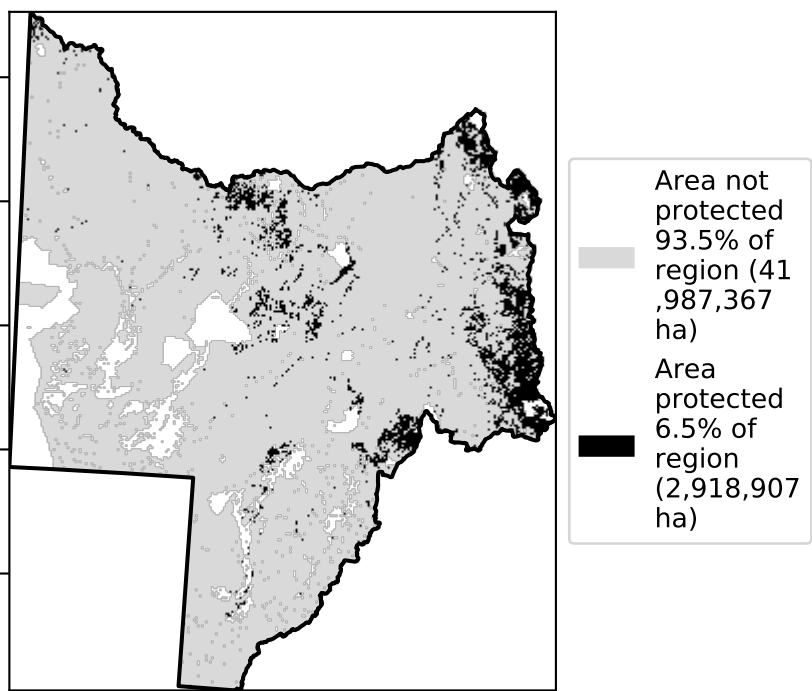 Area not
protected
93.5% of
region (41
,987,367
ha)
Area
protected
6.5% of
region
(2,918,907
ha)